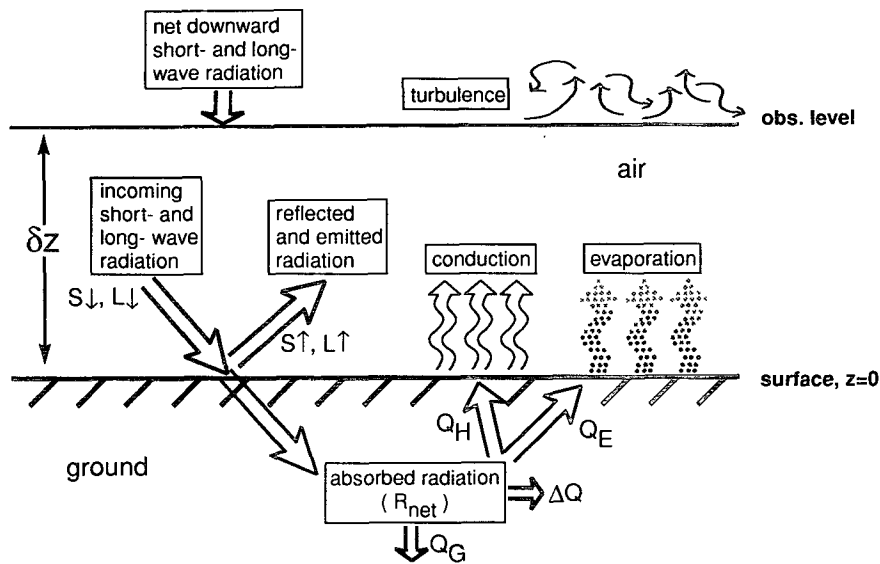 net downward
short- and long-
wave radiation
turbulence
obs. level
air
δz
incoming
short- and
long- wave
radiation
reflected
and emitted
radiation
conduction
evaporation
S↓, L↓
S↑, L↑
surface, z=0
ground
Q_H
Q_E
absorbed radiation
( R_net )
ΔQ
Q_G